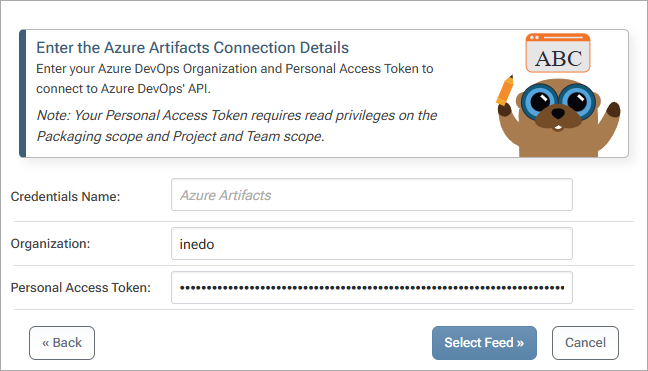 Enter the Azure Artifacts Connection Details
Enter your Azure DevOps Organization and Personal Access Token to
connect to Azure DevOps' API.
Note: Your Personal Access Token requires read privileges on the
Packaging scope and Project and Team scope.
ABC
Credentials Name:
Azure Artifacts
Organization:
inedo
Personal Access Token:
« Back
Select Feed »
Cancel